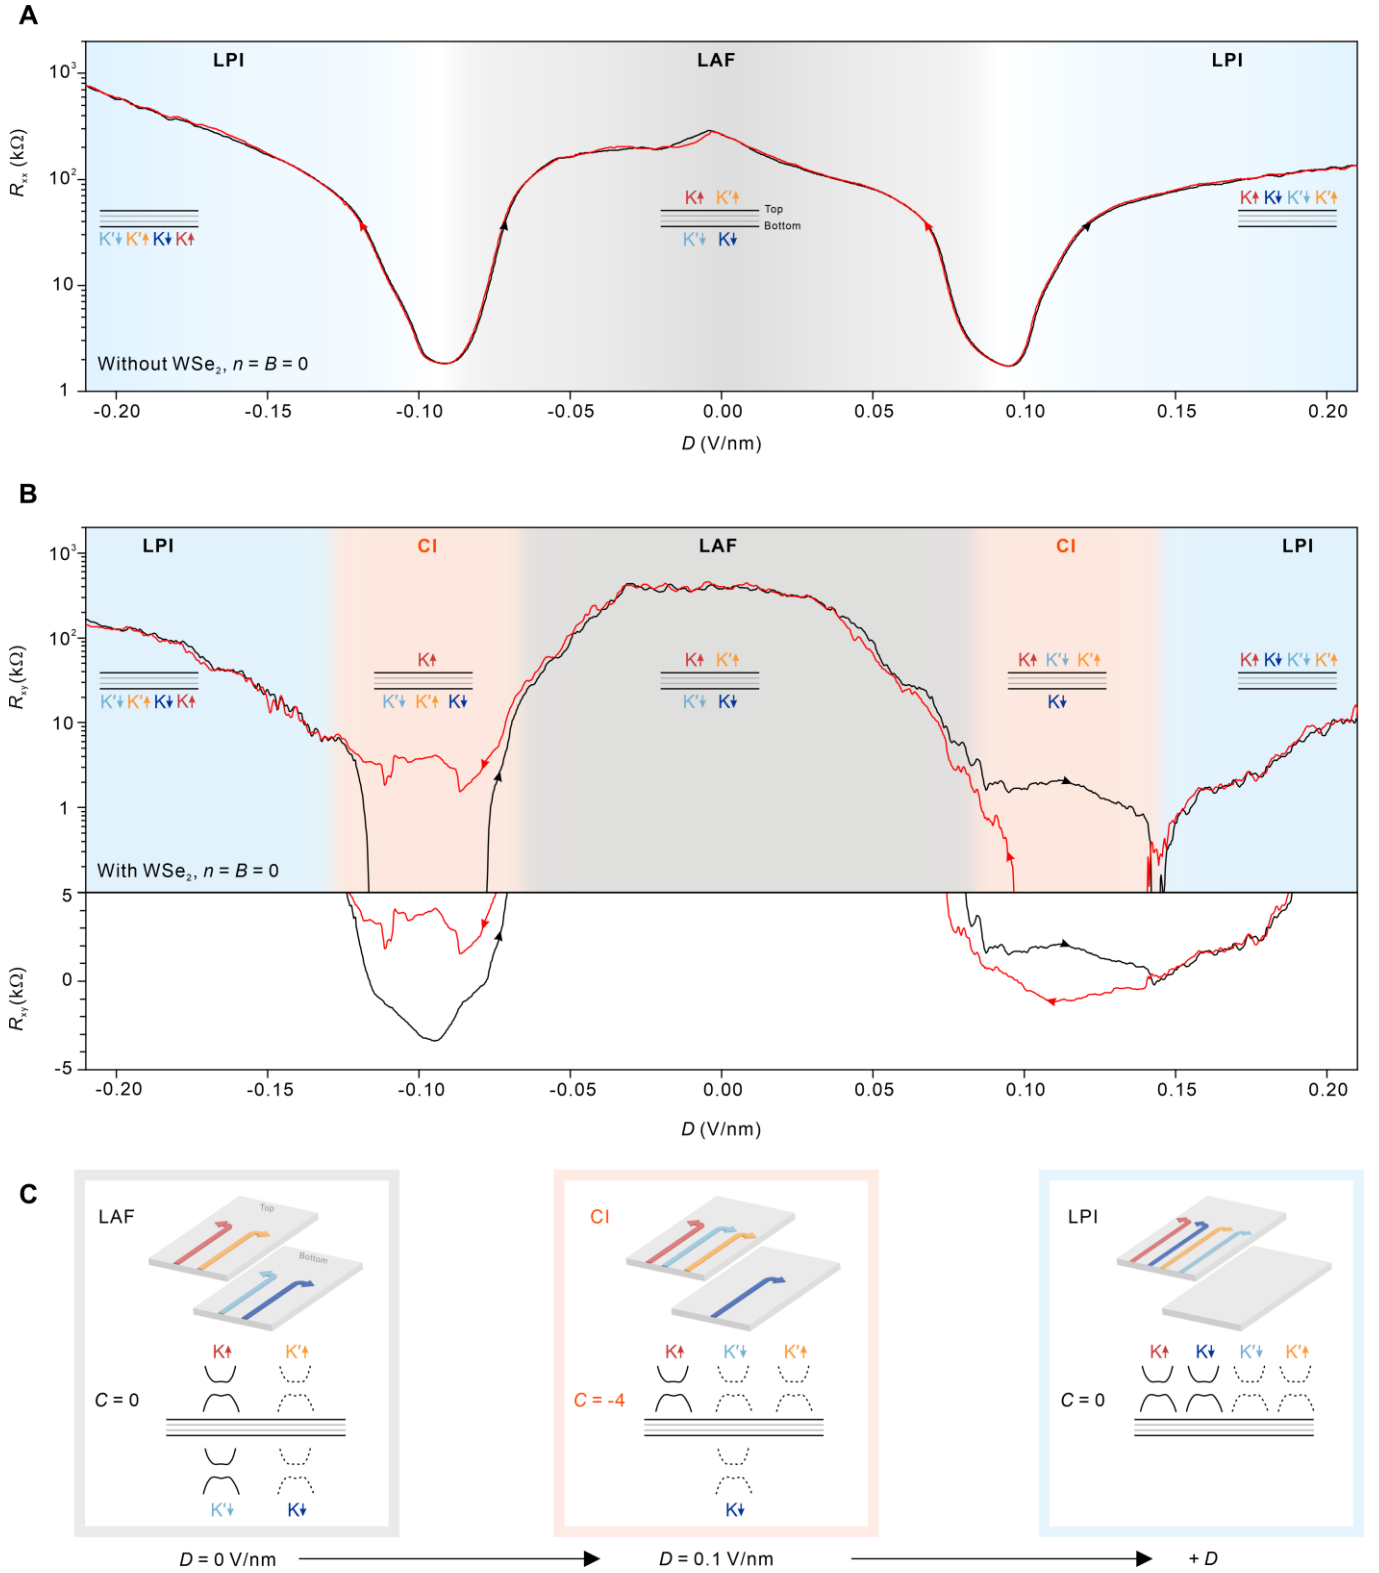 A
LPI LAF LPI
10³
10²
10
1
Rxx (kΩ)
K↑ K'↑
Top
Bottom
K'↓ K↓
K'↓ K'↑ K↓ K↑
K↑ K↓ K'↓ K'↑
Without WSe₂, n = B = 0
-0.20 -0.15 -0.10 -0.05 0.00 0.05 0.10 0.15 0.20
D (V/nm)
B
LPI CI LAF CI LPI
10³
10²
10
1
Rxy(kΩ)
K↑ K↑ K'↑ K↑ K'↓ K'↑ K↑ K↓ K'↓ K'↑
K'↓ K'↑ K↓ K↑ K'↓ K'↑ K↓ K'↓ K↓ K↓
With WSe₂, n = B = 0
5
0
-5
Rxy(kΩ)
-0.20 -0.15 -0.10 -0.05 0.00 0.05 0.10 0.15 0.20
D (V/nm)
C
LAF
Top
Bottom
K↑ K'↑
C = 0
K'↓ K↓
D = 0 V/nm
CI
K↑ K'↓ K'↑
C = -4
K↓
D = 0.1 V/nm
LPI
K↑ K↓ K'↓ K'↑
C = 0
+ D